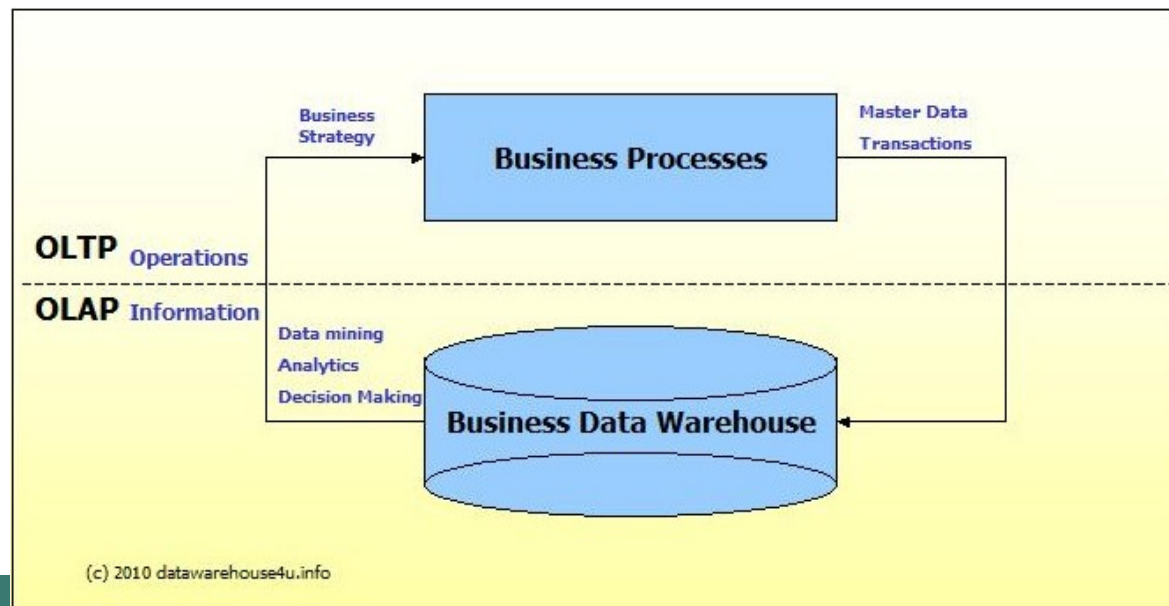 Business
Strategy
Business Processes
Master Data
Transactions
OLTP Operations
OLAP Information
Data mining
Analytics
Decision Making
Business Data Warehouse
(c) 2010 datawarehouse4u.info